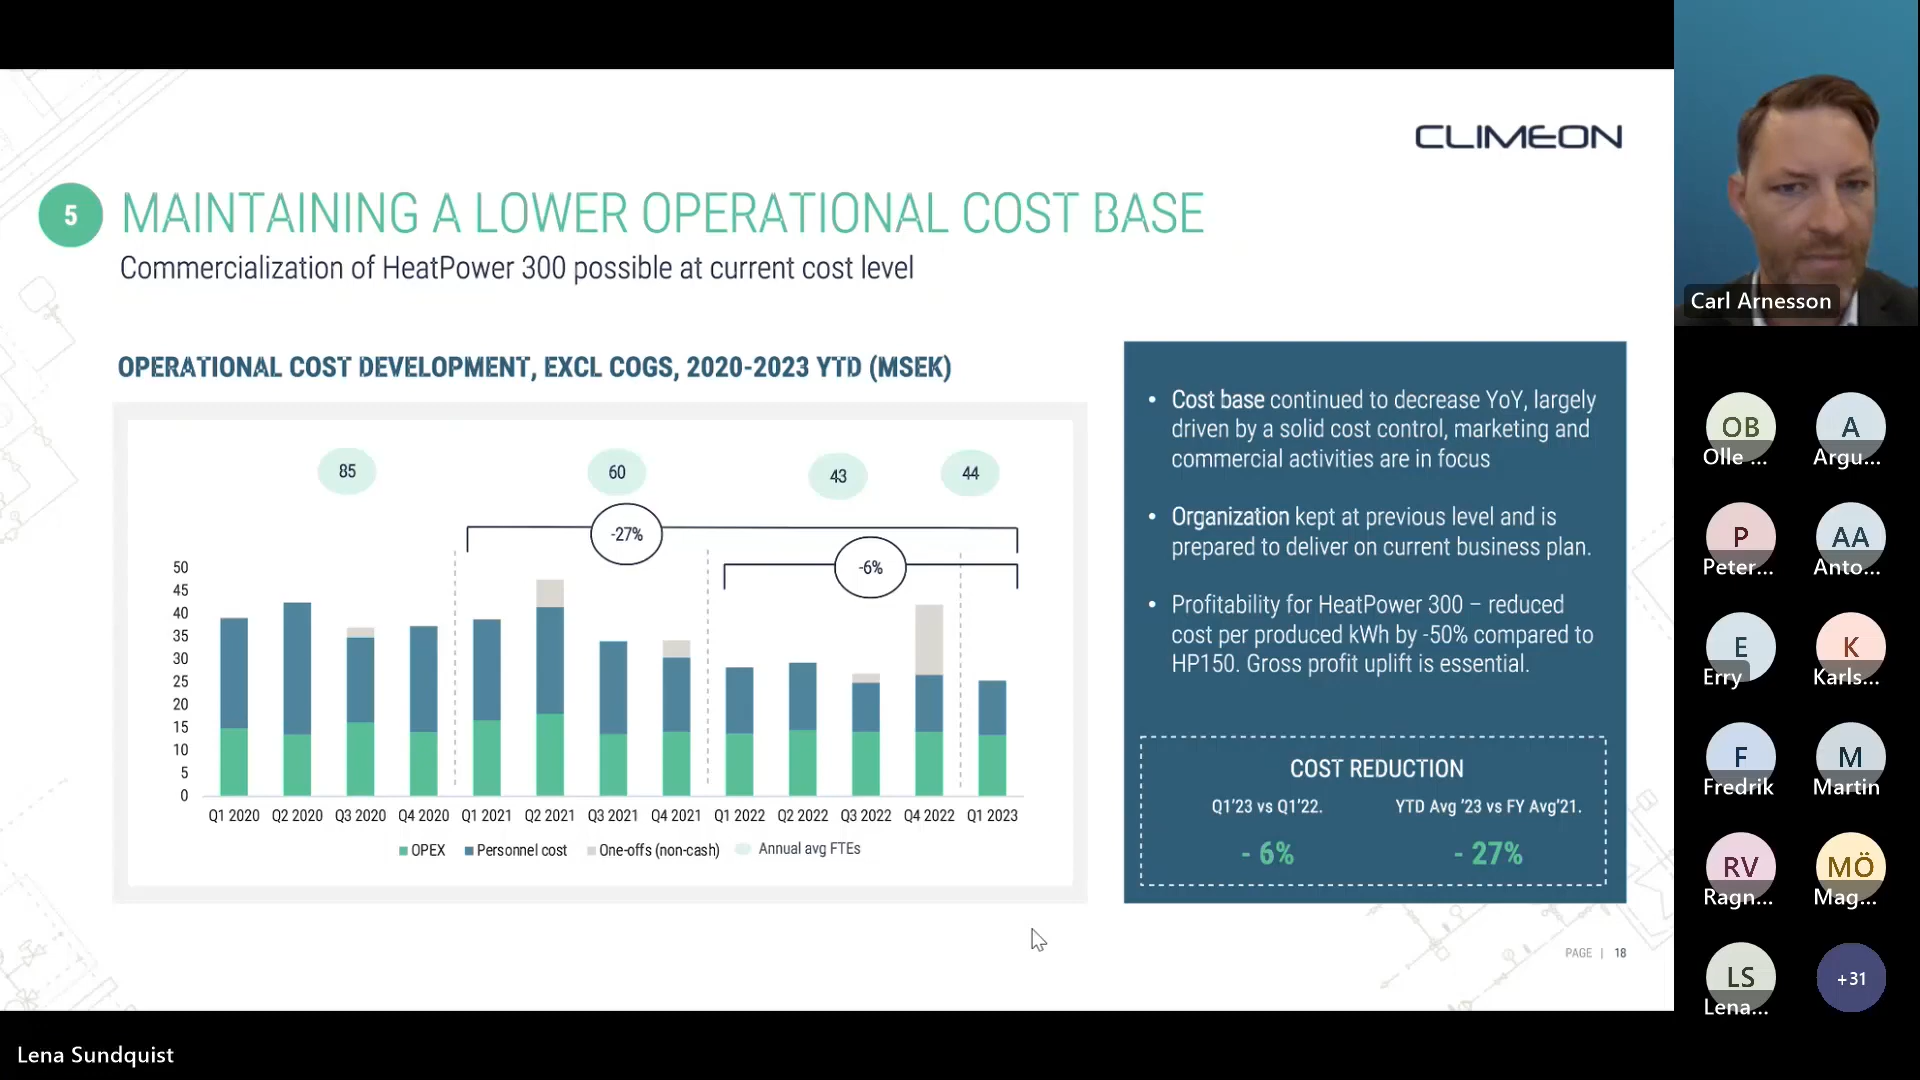 CLIMEON
5
MAINTAINING A LOWER OPERATIONAL COST BASE
Commercialization of HeatPower 300 possible at current cost level
OPERATIONAL COST DEVELOPMENT, EXCL COGS, 2020-2023 YTD (MSEK)
85
60
43
44
-27%
-6%
50
45
40
35
30
25
20
15
10
5
0
Q1 2020 Q2 2020 Q3 2020 Q4 2020 Q1 2021 Q2 2021 Q3 2021 Q4 2021 Q1 2022 Q2 2022 Q3 2022 Q4 2022 Q1 2023
OPEX Personnel cost One-offs (non-cash) Annual avg FTEs
• Cost base continued to decrease YoY, largely
driven by a solid cost control, marketing and
commercial activities are in focus
• Organization kept at previous level and is
prepared to deliver on current business plan.
• Profitability for HeatPower 300 – reduced
cost per produced kWh by -50% compared to
HP150. Gross profit uplift is essential.
COST REDUCTION
Q1'23 vs Q1'22. YTD Avg '23 vs FY Avg'21.
- 6% - 27%
PAGE | 18
Carl Arnesson
OB A
Olle ... Argu...
P AA
Peter... Anto...
E K
Erry Karls...
F M
Fredrik Martin
RV MÖ
Ragn... Mag...
LS +31
Lena...
Lena Sundquist